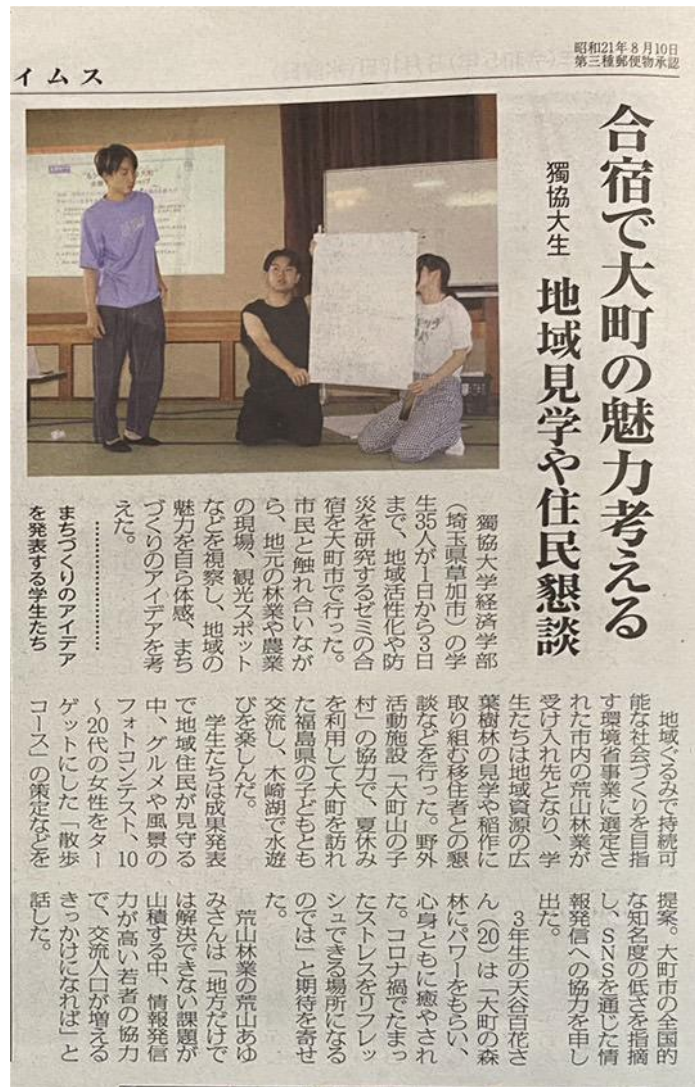 イムス
昭和21年8月10日
第三種郵便物承認
合宿で大町の魅力考える
獨協大生
地域見学や住民懇談
獨協大学経済学部
（埼玉県草加市）の学
生35人が1日から3日
まで、地域活性化や防
災を研究するゼミの合
宿を大町市で行った。
市民と触れ合いなが
ら、地元の林業や農業
の現場、観光スポット
などを視察し、地域の
魅力を自ら体感、まち
づくりのアイデアを考
えた。
まちづくりのアイデア
を発表する学生たち
地域ぐるみで持続可
能な社会づくりを目指
す環境省事業に選定さ
れた市内の荒山林業が
受け入れ先となり、学
生たちは地域資源の広
葉樹林の見学や稲作に
取り組む移住者との懇
談などを行った。野外
活動施設「大町山の子
村」の協力で、夏休み
を利用して大町を訪れ
た福島県の子どもとも
交流し、木崎湖で水遊
びを楽しんだ。
学生たちは成果発表
で地域住民が見守る
中、グルメや風景の
フォトコンテスト、10
～20代の女性をター
ゲットにした「散歩
コース」の策定などを
提案。大町市の全国的
な知名度の低さを指摘
し、SNSを通じた情
報発信への協力を申し
出た。
3年生の天谷百花さ
ん（20）は「大町の森
林にパワーをもらい、
心身ともに癒やされ
た。コロナ禍でたまっ
たストレスをリフレッ
シュできる場所になる
のでは」と期待を寄せ
た。
荒山林業の荒山あゆ
みさんは「地方だけで
は解決できない課題が
山積する中、情報発信
力が高い若者の協力
で、交流人口が増える
きっかけになれば」と
話した。